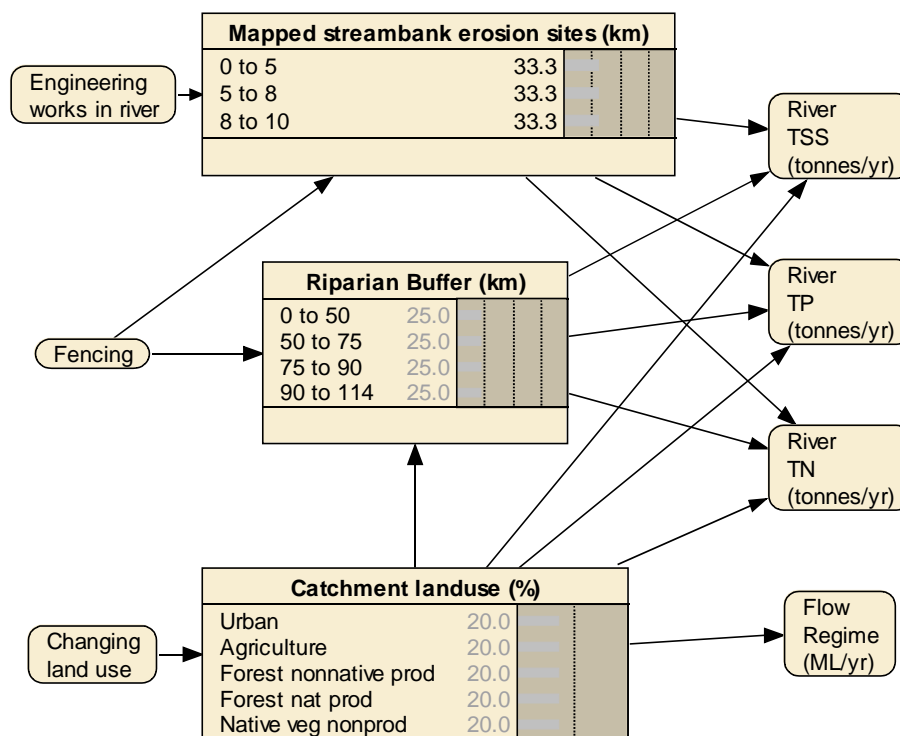 Mapped streambank erosion sites (km)
0 to 5 33.3
5 to 8 33.3
8 to 10 33.3
Engineering
works in river
River
TSS
(tonnes/yr)
Riparian Buffer (km)
0 to 50 25.0
50 to 75 25.0
75 to 90 25.0
90 to 114 25.0
River
TP
(tonnes/yr)
Fencing
River
TN
(tonnes/yr)
Catchment landuse (%)
Urban 20.0
Agriculture 20.0
Forest nonnative prod 20.0
Forest nat prod 20.0
Native veg nonprod 20.0
Changing
land use
Flow
Regime
(ML/yr)